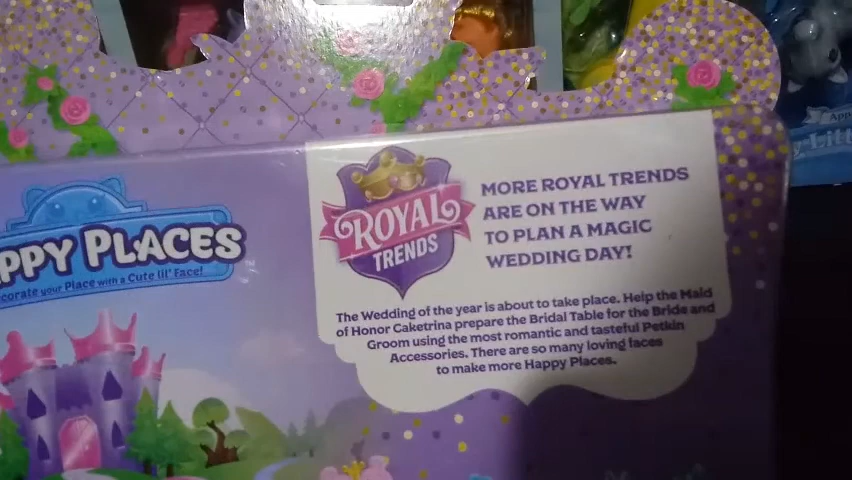 PPY PLACES
corate your Place with a Cute lil' Face!
ROYAL
TRENDS
MORE ROYAL TRENDS
ARE ON THE WAY
TO PLAN A MAGIC
WEDDING DAY!
The Wedding of the year is about to take place. Help the Maid
of Honor Caketrina prepare the Bridal Table for the Bride and
Groom using the most romantic and tasteful Petkin
Accessories. There are so many loving faces
to make more Happy Places.